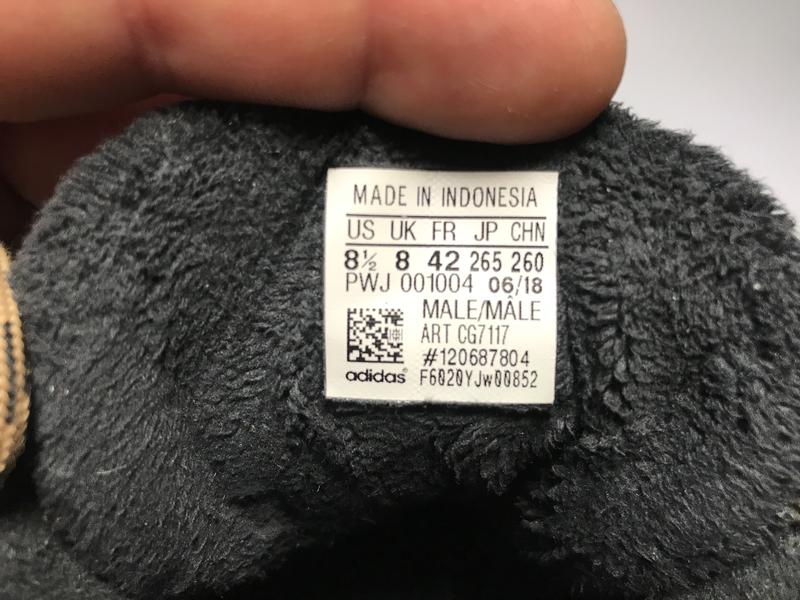 MADE IN INDONESIA
US UK FR JP CHN
8½ 8 42 265 260
PWJ 001004 06/18
MALE/MÂLE
ART CG7117
#120687804
adidas F6020YJw00852